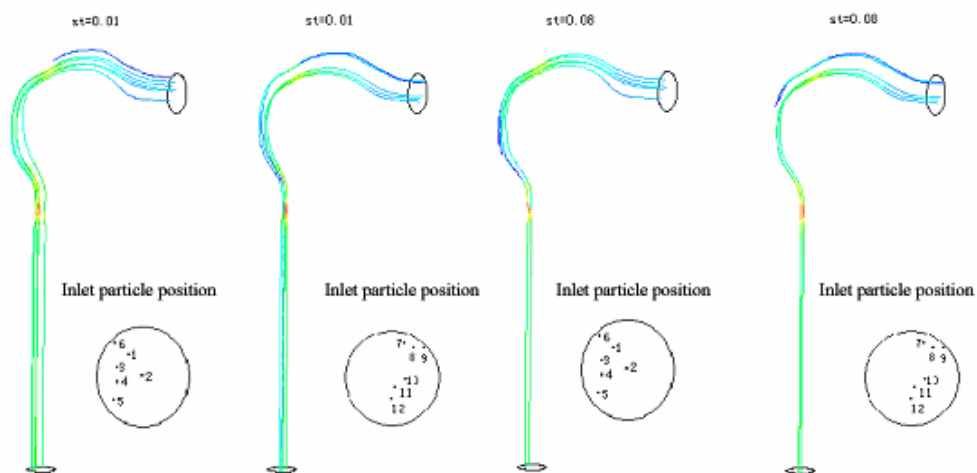 st=0.01
st=0.01
st=0.08
st=0.08
Inlet particle position
Inlet particle position
Inlet particle position
Inlet particle position
6
1
3
4
2
5
7
8 9
10
11
12
6
1
3
4
2
5
7
8 9
10
11
12